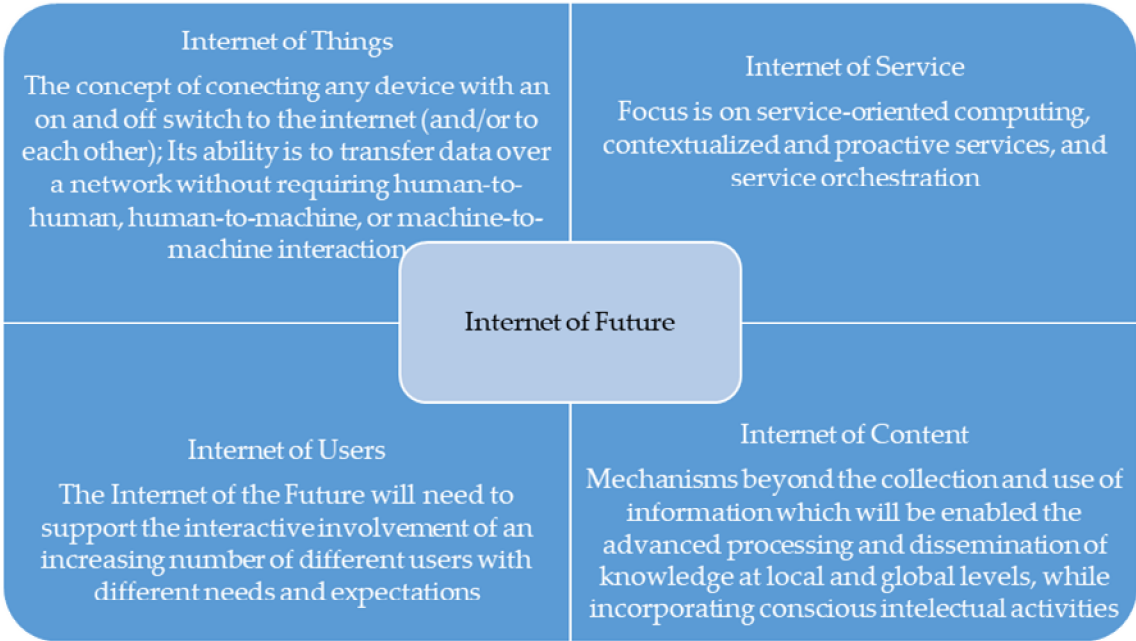 Internet of Things
The concept of conecting any device with an
on and off switch to the internet (and/or to
each other); Its ability is to transfer data over
a network without requiring human-to-
human, human-to-machine, or machine-to-
machine interaction
Internet of Service
Focus is on service-oriented computing,
contextualized and proactive services, and
service orchestration
Internet of Future
Internet of Users
The Internet of the Future will need to
support the interactive involvement of an
increasing number of different users with
different needs and expectations
Internet of Content
Mechanisms beyond the collection and use of
information which will be enabled the
advanced processing and dissemination of
knowledge at local and global levels, while
incorporating conscious intelectual activities